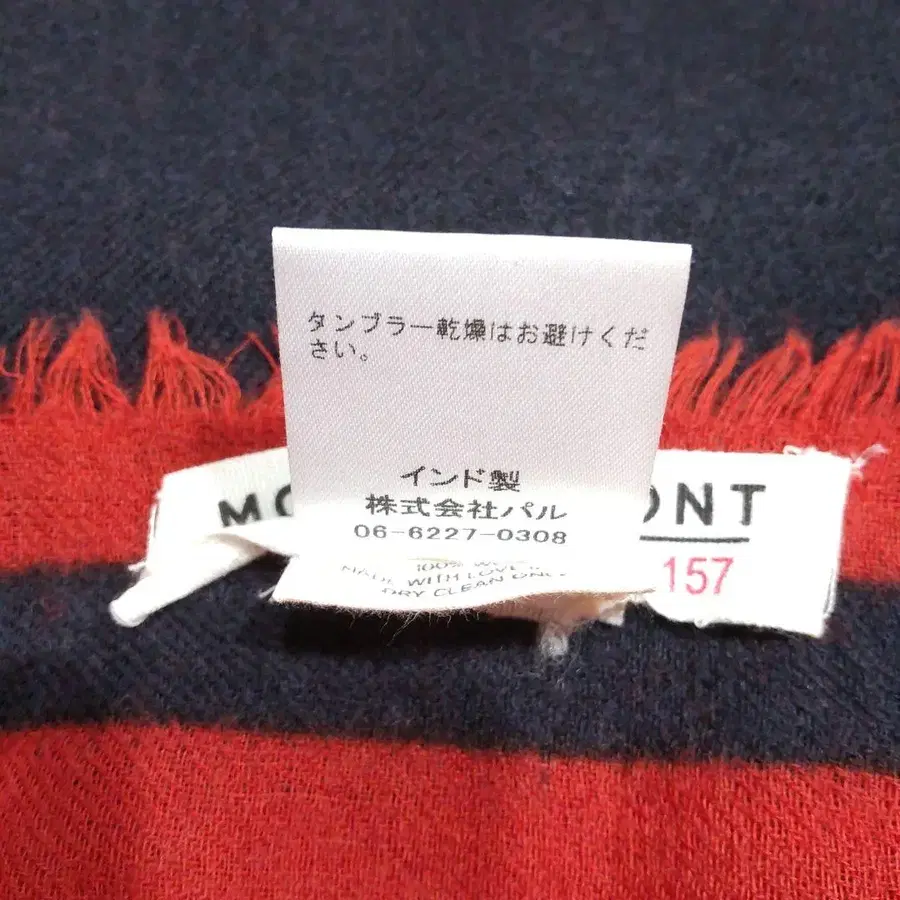 タンブラー乾燥はお避けくだ
さい。
インド製
株式会社パル
06-6227-0308
MO ONT
157
100%
MADE WITH LOVE
DRY CLEAN ONLY